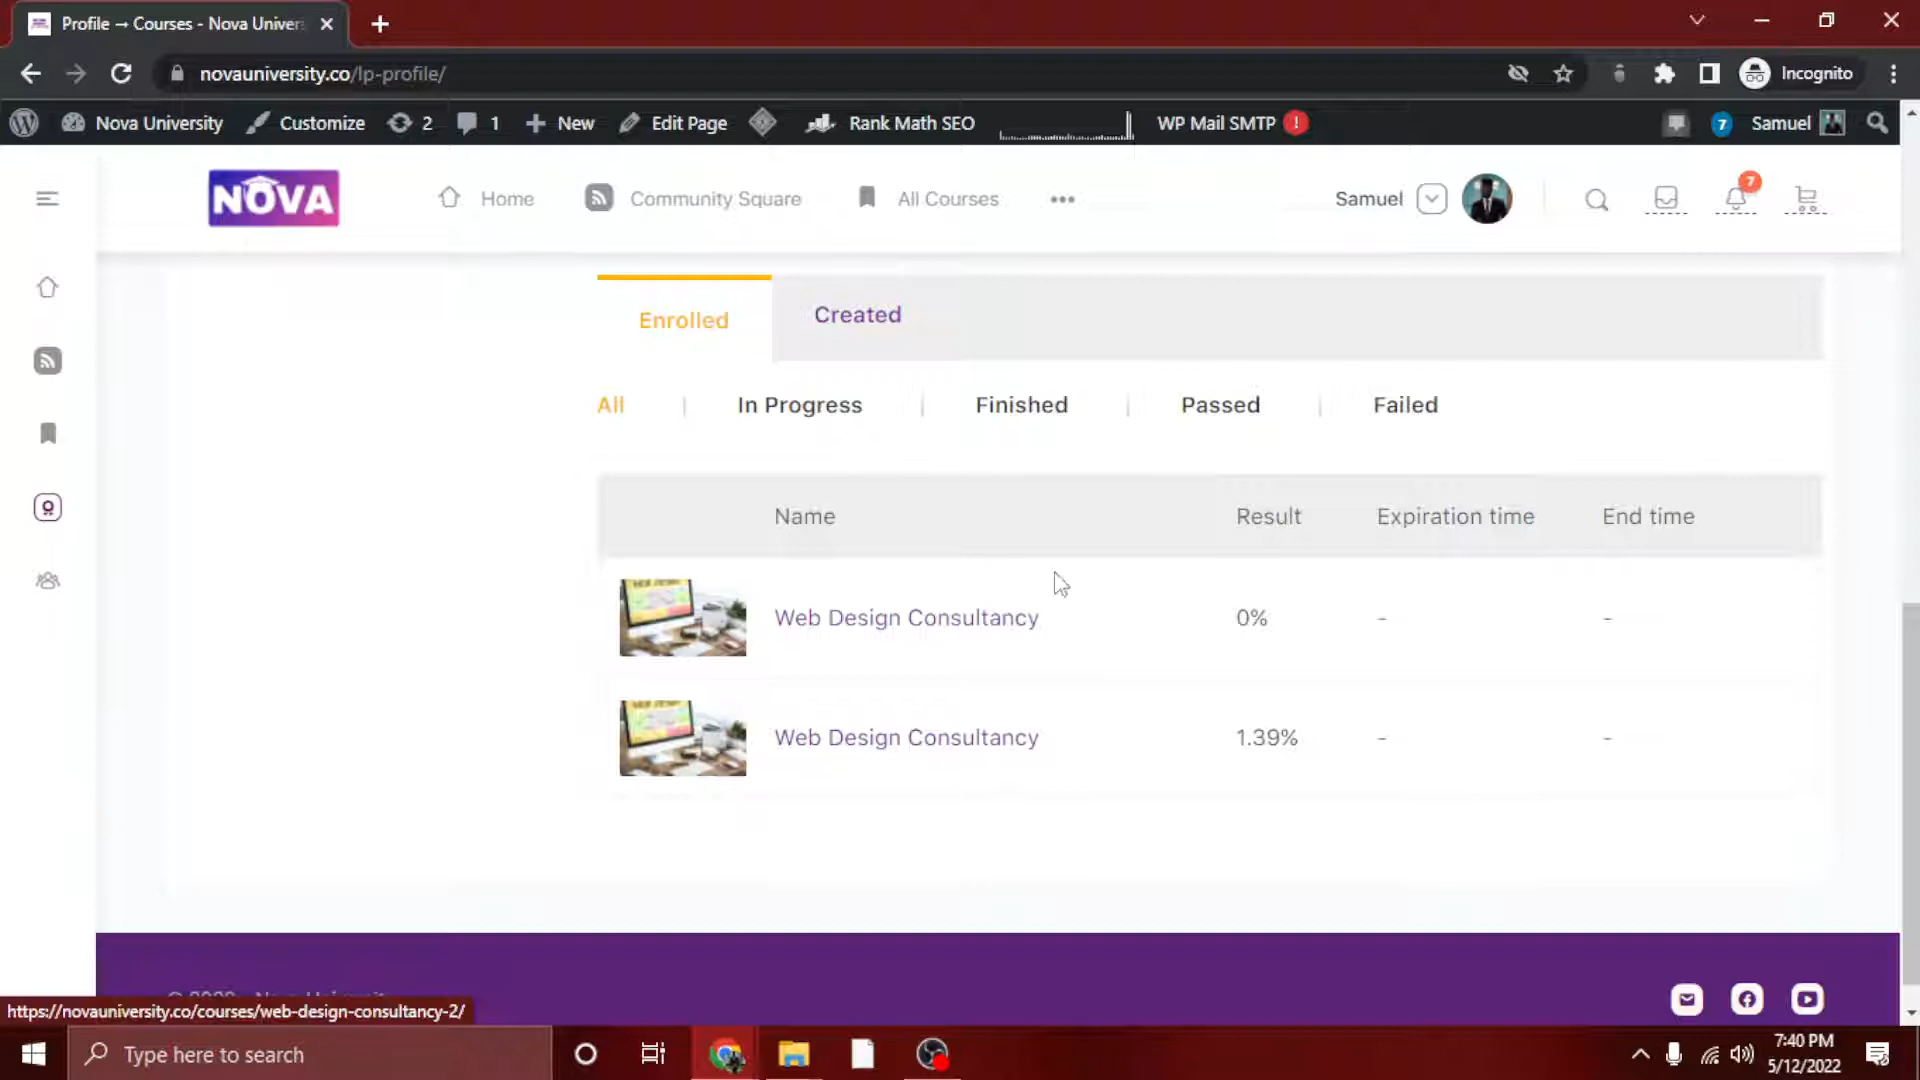 Profile → Courses - Nova Univer
novauniversity.co/lp-profile/
Incognito
Nova University
Customize
2
1
New
Edit Page
Rank Math SEO
WP Mail SMTP
!
7
Samuel
NOVA
Home
Community Square
All Courses
Samuel
7
Enrolled
Created
All
In Progress
Finished
Passed
Failed
Name Result Expiration time End time
Web Design Consultancy 0% - -
Web Design Consultancy 1.39% - -
https://novauniversity.co/courses/web-design-consultancy-2/
Type here to search
7:40 PM
5/12/2022